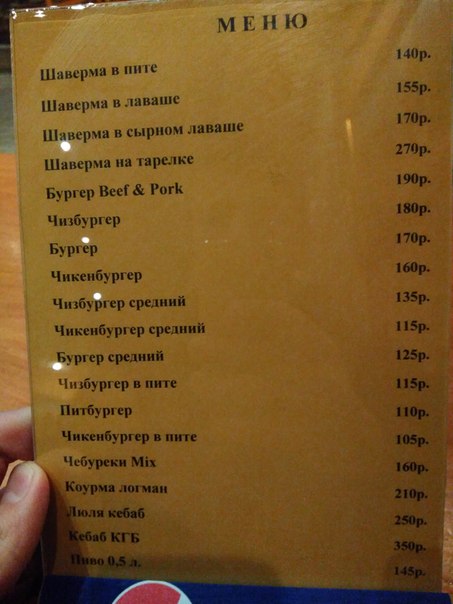 МЕНЮ
Шаверма в пите 140р.
Шаверма в лаваше 155р.
Шаверма в сырном лаваше 170р.
Шаверма на тарелке 270р.
Бургер Beef & Pork 190р.
Чизбургер 180р.
Бургер 170р.
Чикенбургер 160р.
Чизбургер средний 135р.
Чикенбургер средний 115р.
Бургер средний 125р.
Чизбургер в пите 115р.
Питбургер 110р.
Чикенбургер в пите 105р.
Чебуреки Mix 160р.
Коурма логман 210р.
Люля кебаб 250р.
Кебаб КГБ 350р.
Пиво 0,5 л. 145р.